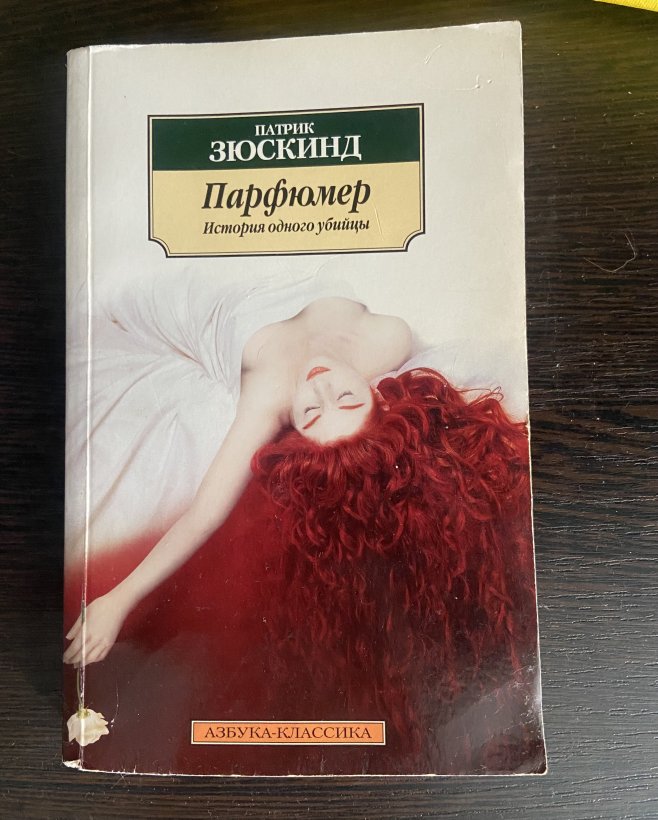 ПАТРИК
ЗЮСКИНД
Парфюмер
История одного убийцы
АЗБУКА-КЛАССИКА